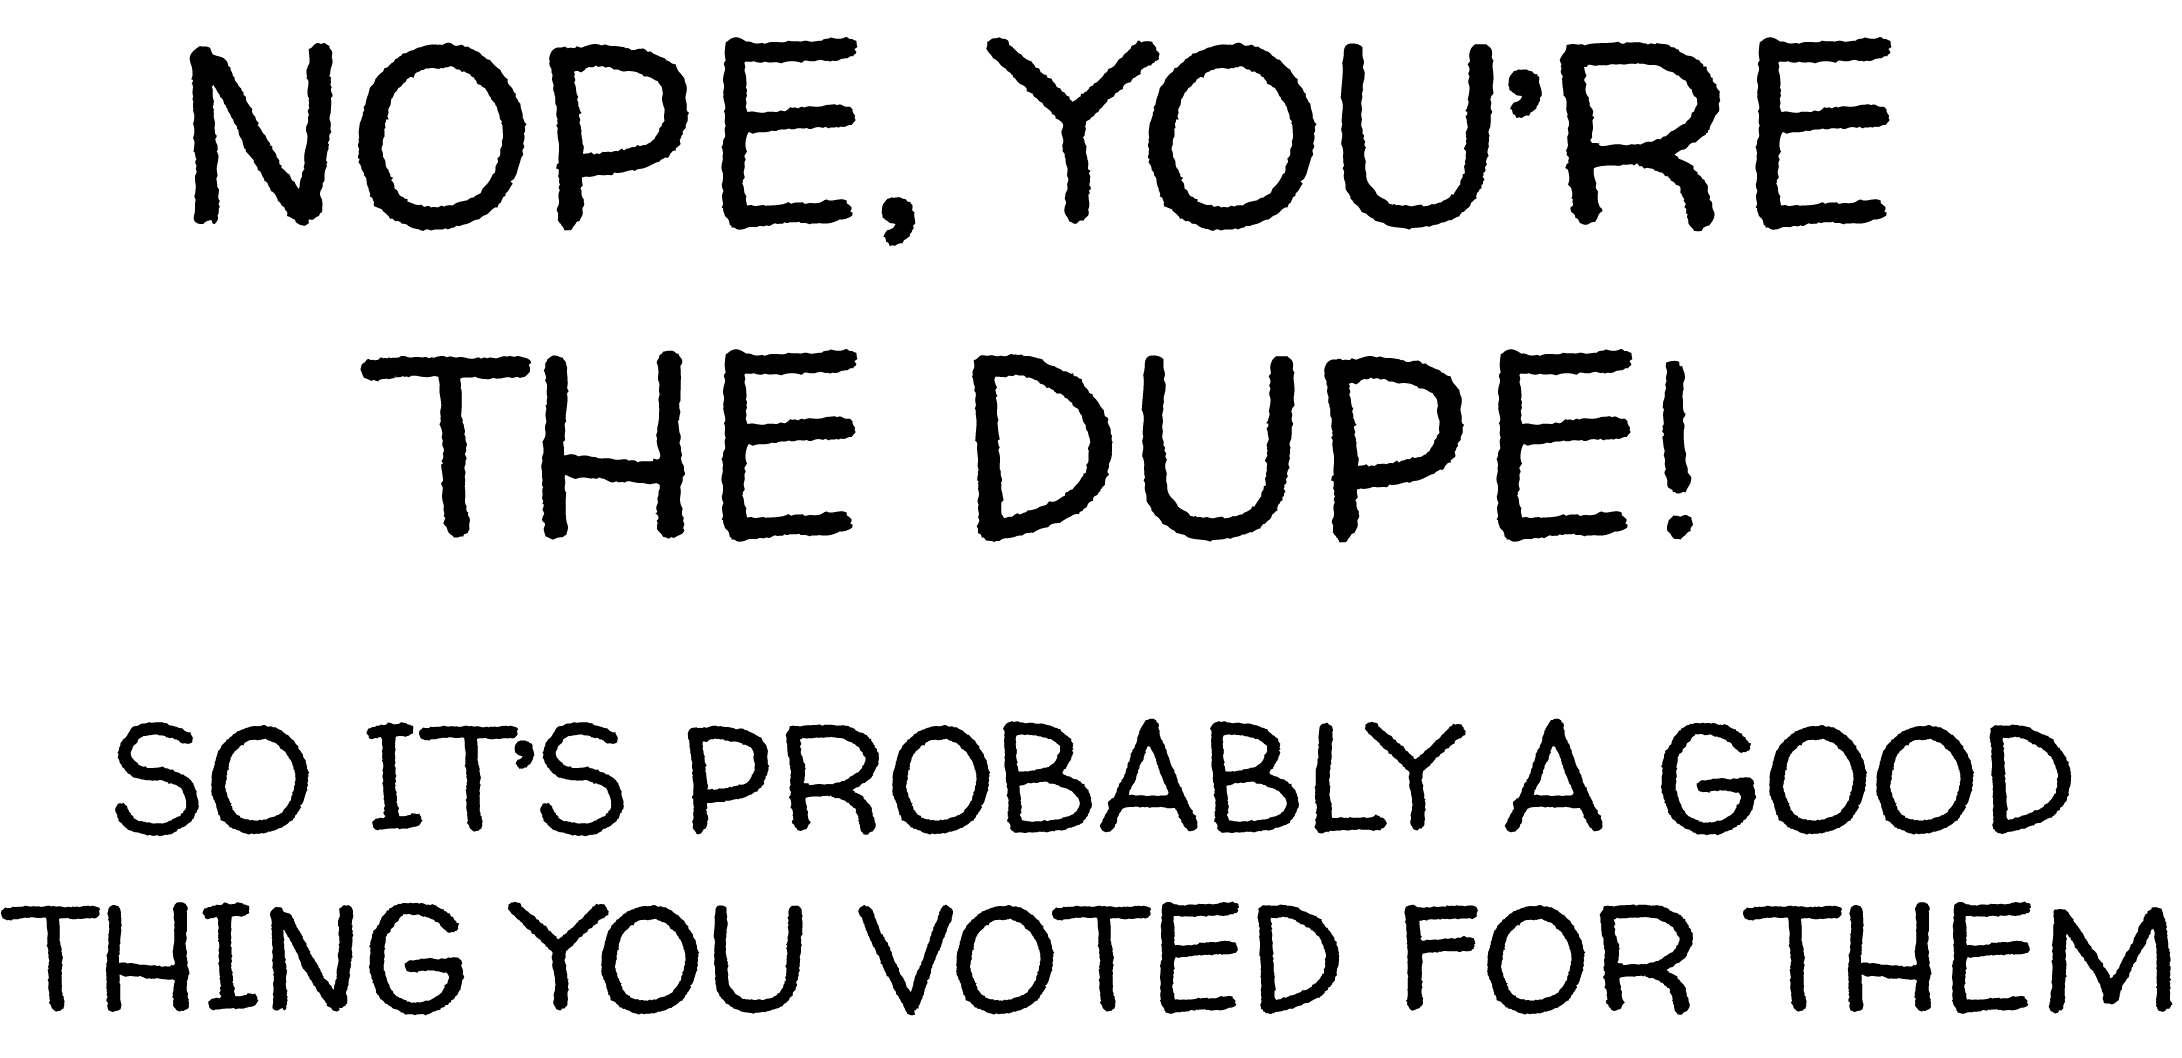 NOPE, YOU'RE
THE DUPE!
SO IT'S PROBABLY A GOOD
THING YOU VOTED FOR THEM